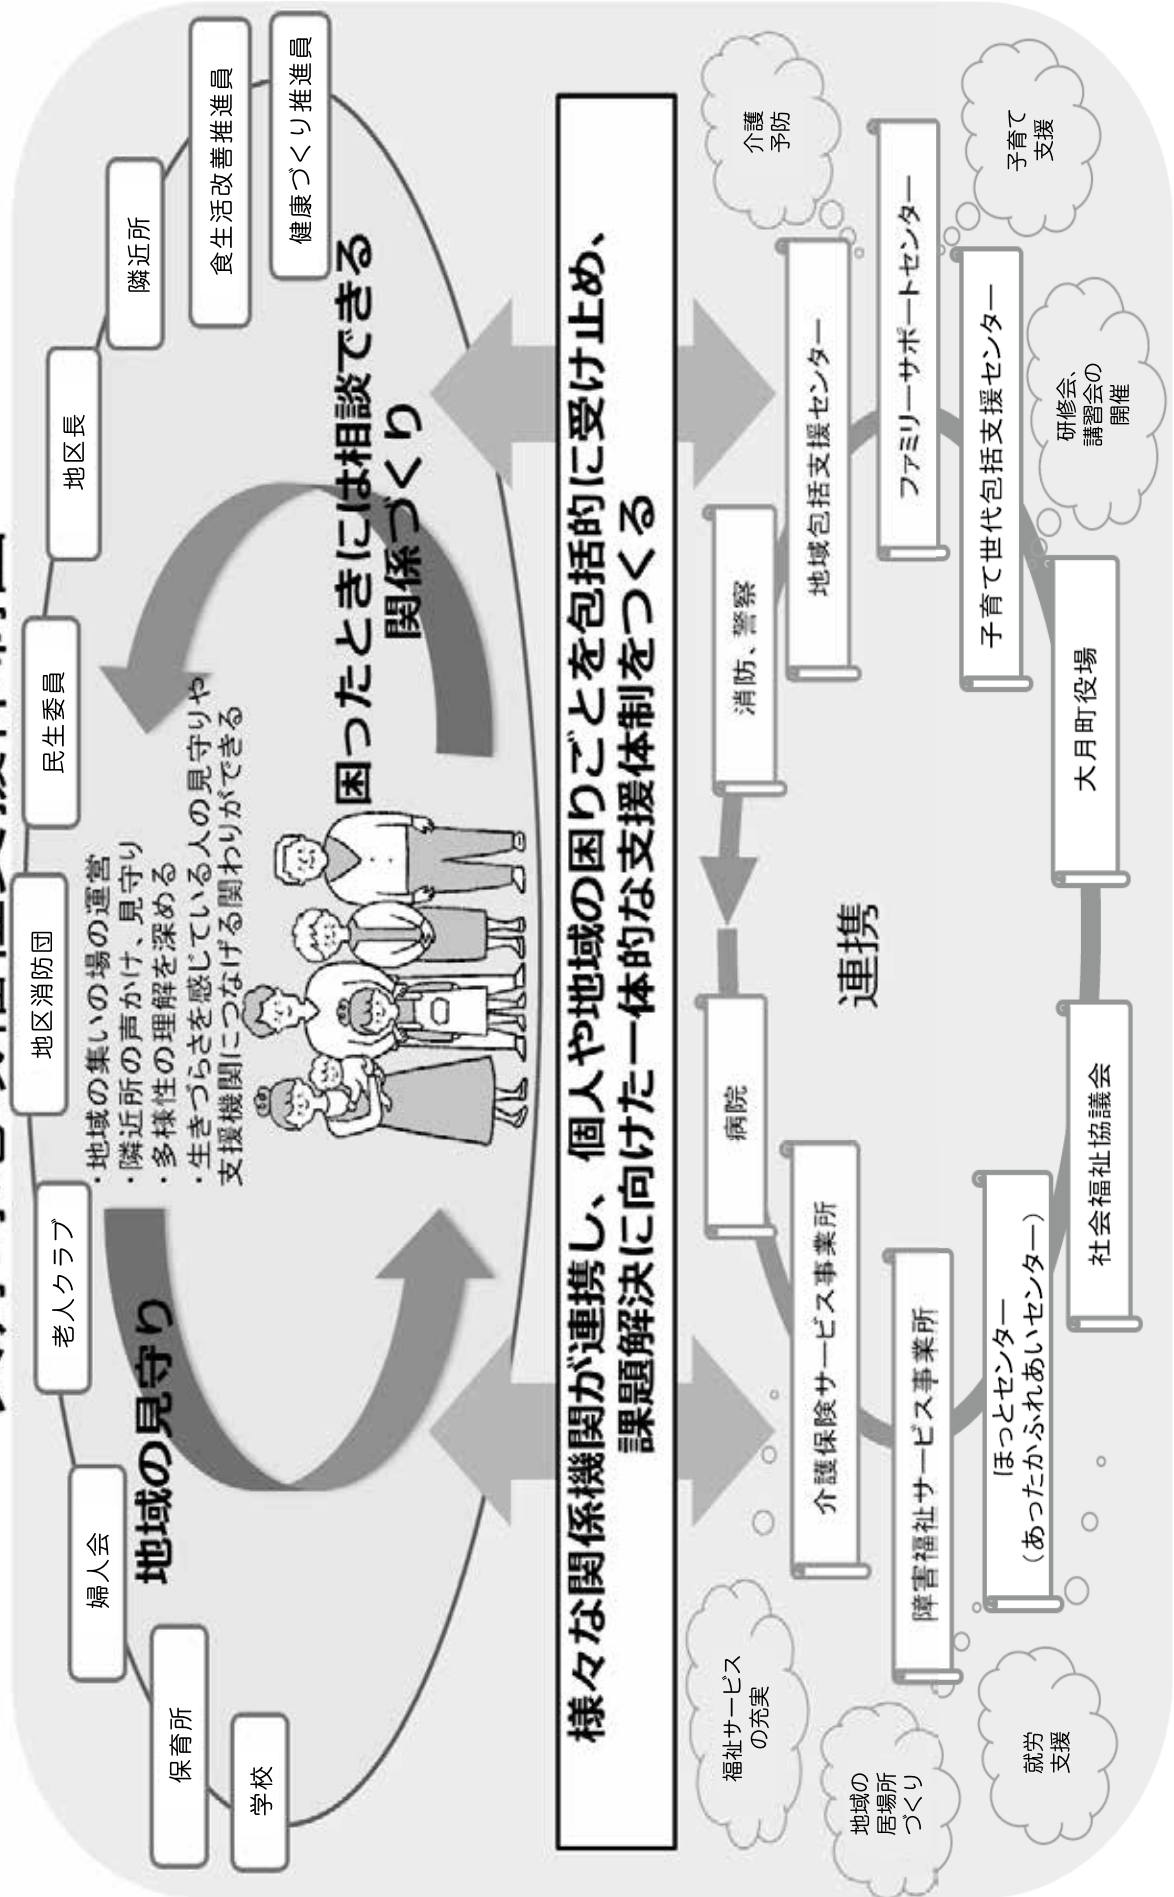 学校
保育所
婦人会
老人クラブ
地区消防団
民生委員
地区長
隣近所
食生活改善推進員
健康づくり推進員
地域の見守り
・地域の集いの場の運営
・隣近所の声かけ、見守り
・多様性の理解を深める
・生きづらさを感じている人の見守りや
支援機関につなげる関わりができる
困ったときには相談できる
関係づくり
様々な関係機関が連携し、個人や地域の困りごとを包括的に受け止め、
課題解決に向けた一体的な支援体制をつくる
病院
消防、警察
介護保険サービス事業所
地域包括支援センター
障害福祉サービス事業所
ファミリーサポートセンター
ほっとセンター
（あったかふれあいセンター）
子育て世代包括支援センター
社会福祉協議会
大月町役場
連携
福祉サービス
の充実
地域の
居場所
づくり
就労
支援
介護
予防
子育て
支援
研修会、
講習会の
開催